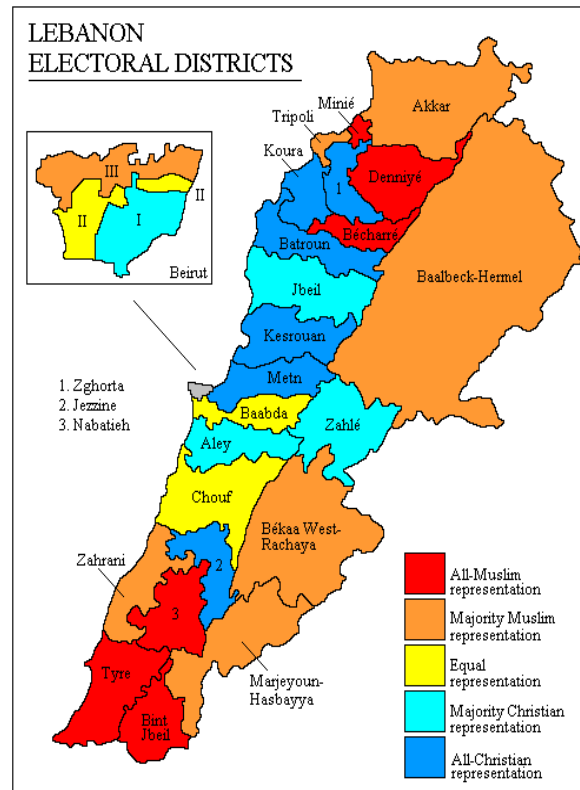 LEBANON
ELECTORAL DISTRICTS
Akkar
Minié
Tripoli
Koura
1
Denniyé
Bécharré
Batroun
Baalbeck-Hermel
Jbeil
Kesrouan
Metn
III
II
II
I
Beirut
1. Zghorta
2. Jezzine
3. Nabatieh
Baabda
Aley
Zahlé
Chouf
Békaa West-
Rachaya
Zahrani
2
3
Marjeyoun-
Hasbayya
Tyre
Bint
Jbeil
All-Muslim
representation
Majority Muslim
representation
Equal
representation
Majority Christian
representation
All-Christian
representation